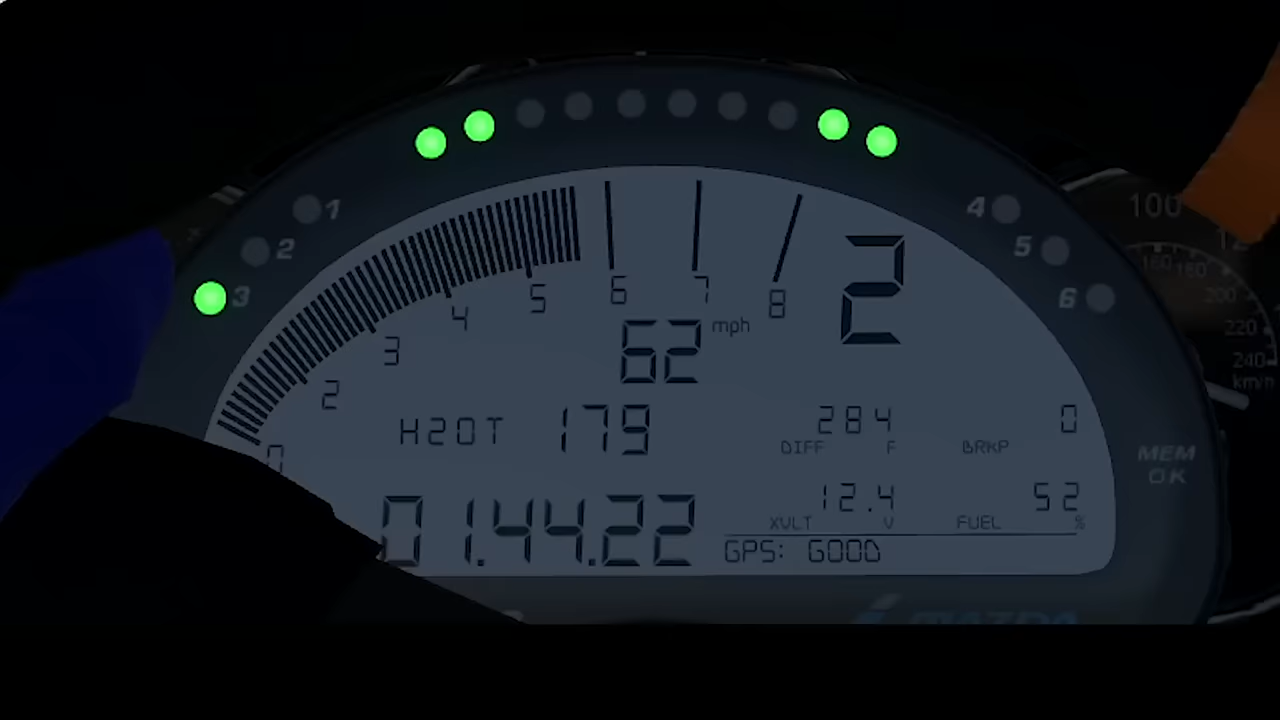 1
2
3
4
5
6
100
160 180
200
220
240
km/h
0 2 3 4 5 6 7 8
2
62 mph
H2OT 179
284
DIFF F
0
BRKP
12.4
XVLT V
52
FUEL %
01.44.22
GPS: GOOD
MEM
OK
MAZDA